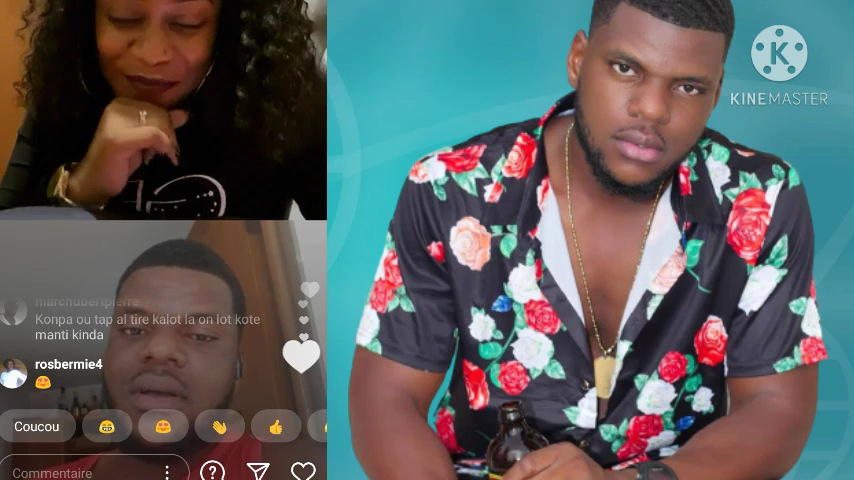 K
KINEMASTER
marchubertpierre
Konpa ou tap al tire kalot la on lot kote
manti kinda
rosbermie4
Coucou
Commentaire